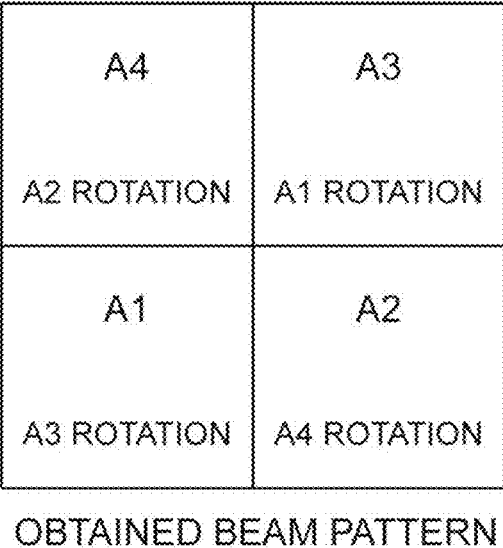 A4 A3
A2 ROTATION A1 ROTATION
A1 A2
A3 ROTATION A4 ROTATION
OBTAINED BEAM PATTERN